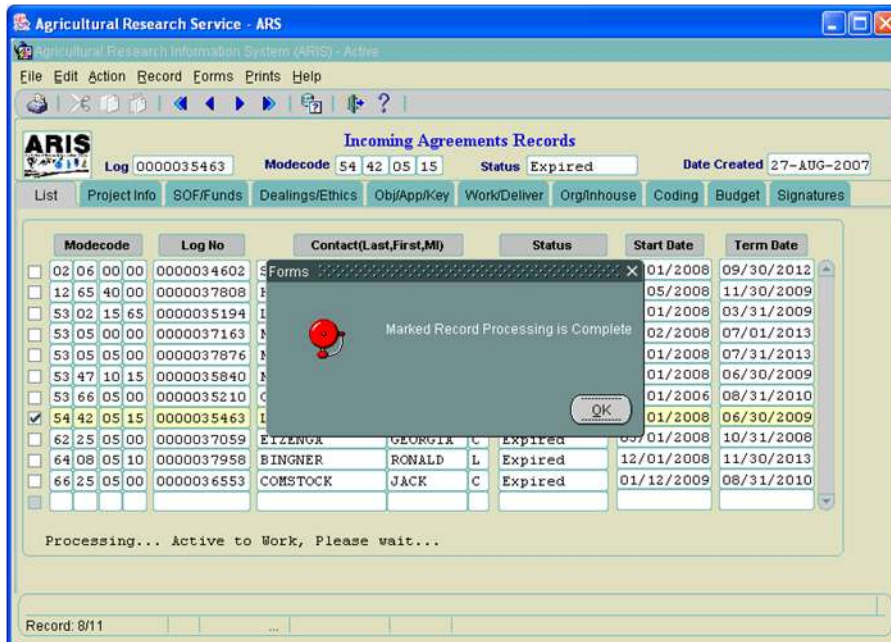 Agricultural Research Service - ARS
Agricultural Research Information System (ARIS) - Active
File Edit Action Record Forms Prints Help
ARIS
Incoming Agreements Records
Log 0000035463 Modecode 54 42 05 15 Status Expired Date Created 27-AUG-2007
List Project Info SOF/Funds Dealings/Ethics Obj/App/Key Work/Deliver Org/Inhouse Coding Budget Signatures
Modecode Log No Contact(Last,First,MI) Status Start Date Term Date
02 06 00 00 0000034602 01/2008 09/30/2012
12 65 40 00 0000037808 05/2008 11/30/2009
53 02 15 65 0000035194 01/2008 03/31/2009
53 05 00 00 0000037163 02/2008 07/01/2013
53 05 05 00 0000037876 01/2008 07/31/2013
53 47 10 15 0000035840 01/2008 06/30/2009
53 66 05 00 0000035210 01/2006 08/31/2010
54 42 05 15 0000035463 01/2008 06/30/2009
62 25 05 00 0000037059 EIZENGA GEORGIA C Expired 05/01/2008 10/31/2008
64 08 05 10 0000037958 BINGNER RONALD L Expired 12/01/2008 11/30/2013
66 25 05 00 0000036553 COMSTOCK JACK C Expired 01/12/2009 08/31/2010
Forms
Marked Record Processing is Complete
OK
Processing... Active to Work, Please wait...
Record: 8/11 ...